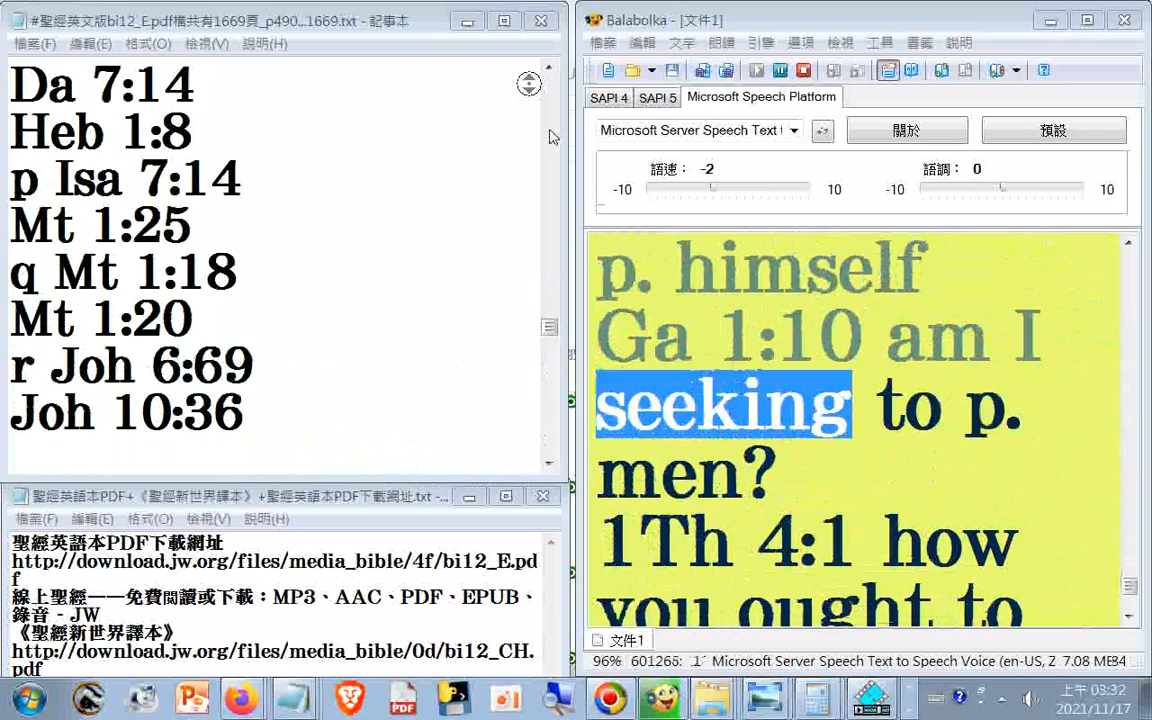 #聖經英文版bi12_E.pdf檔共有1669頁_p490...1669.txt - 記事本
檔案(F) 編輯(E) 格式(O) 檢視(V) 說明(H)
Da 7:14
Heb 1:8
p Isa 7:14
Mt 1:25
q Mt 1:18
Mt 1:20
r Joh 6:69
Joh 10:36
聖經英語本PDF+《聖經新世界譯本》+聖經英語本PDF下載網址.txt -...
檔案(F) 編輯(E) 格式(O) 檢視(V) 說明(H)
聖經英語本PDF下載網址
http://download.jw.org/files/media_bible/4f/bi12_E.pd
f
線上聖經——免費閱讀或下載：MP3、AAC、PDF、EPUB、
錄音 - JW
《聖經新世界譯本》
http://download.jw.org/files/media_bible/0d/bi12_CH.
pdf
Balabolka - [文件1]
檔案 編輯 文字 朗讀 引擎 選項 檢視 工具 書籤 說明
SAPI 4 SAPI 5 Microsoft Speech Platform
Microsoft Server Speech Text 關於 預設
語速： -2 語調： 0
-10 10 -10 10
p. himself
Ga 1:10 am I
seeking to p.
men?
1Th 4:1 how
you ought to
文件1
96% 601265: Microsoft Server Speech Text to Speech Voice (en-US, Z 7.08 MB
上午 03:32
2021/11/17